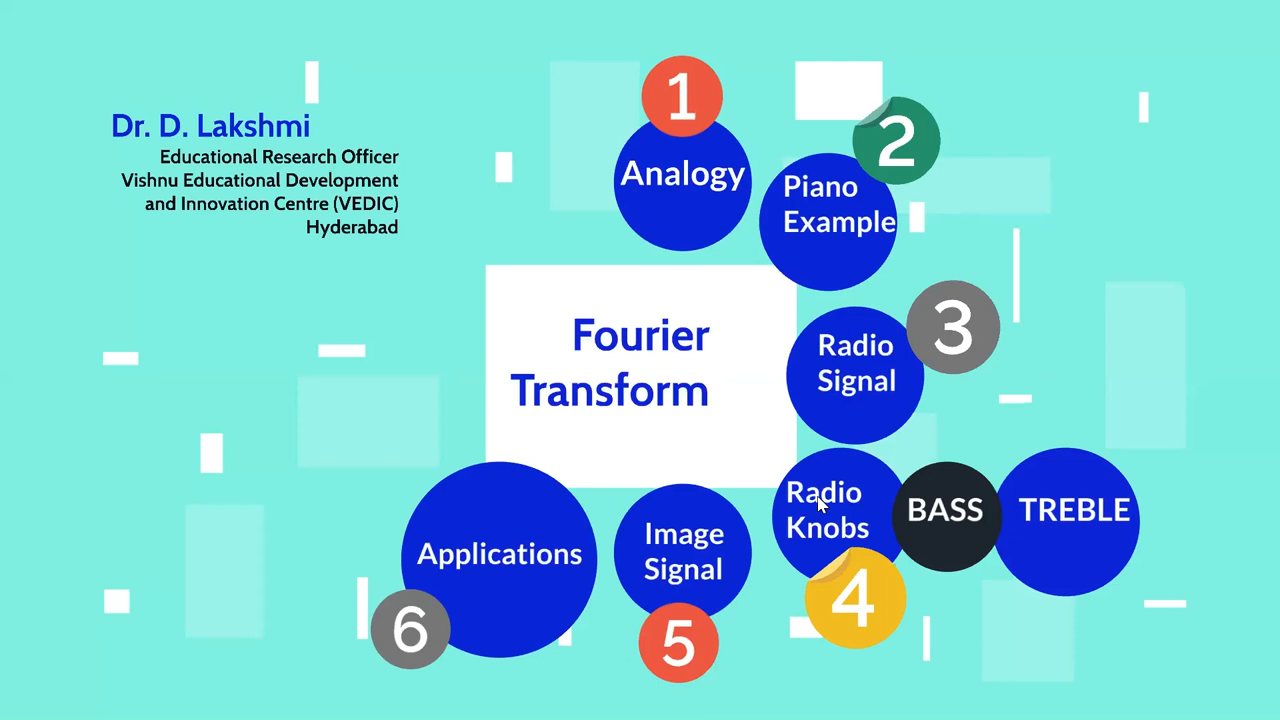 Dr. D. Lakshmi
Educational Research Officer
Vishnu Educational Development
and Innovation Centre (VEDIC)
Hyderabad
Fourier
Transform
1
Analogy
2
Piano
Example
3
Radio
Signal
Radio
Knobs
4
BASS
TREBLE
Image
Signal
5
Applications
6